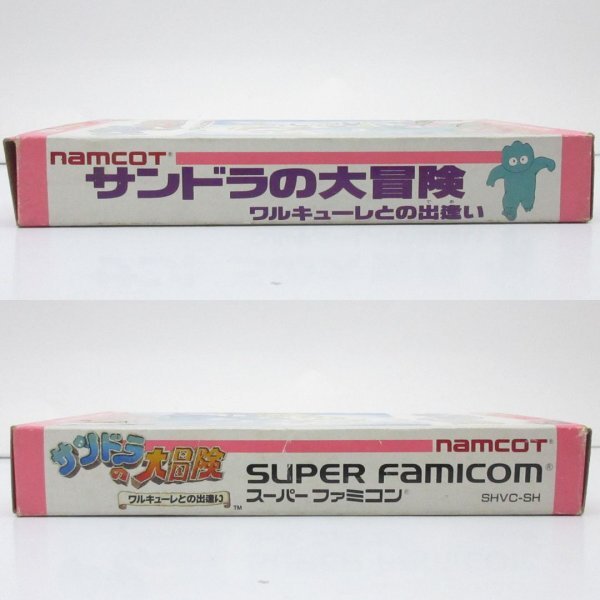 namcot®
サンドラの大冒険
ワルキューレとの出逢い
サンドラの大冒険
ワルキューレとの出逢い
TM
namcot®
SUPER FAMICOM®
スーパーファミコン®
SHVC-SH